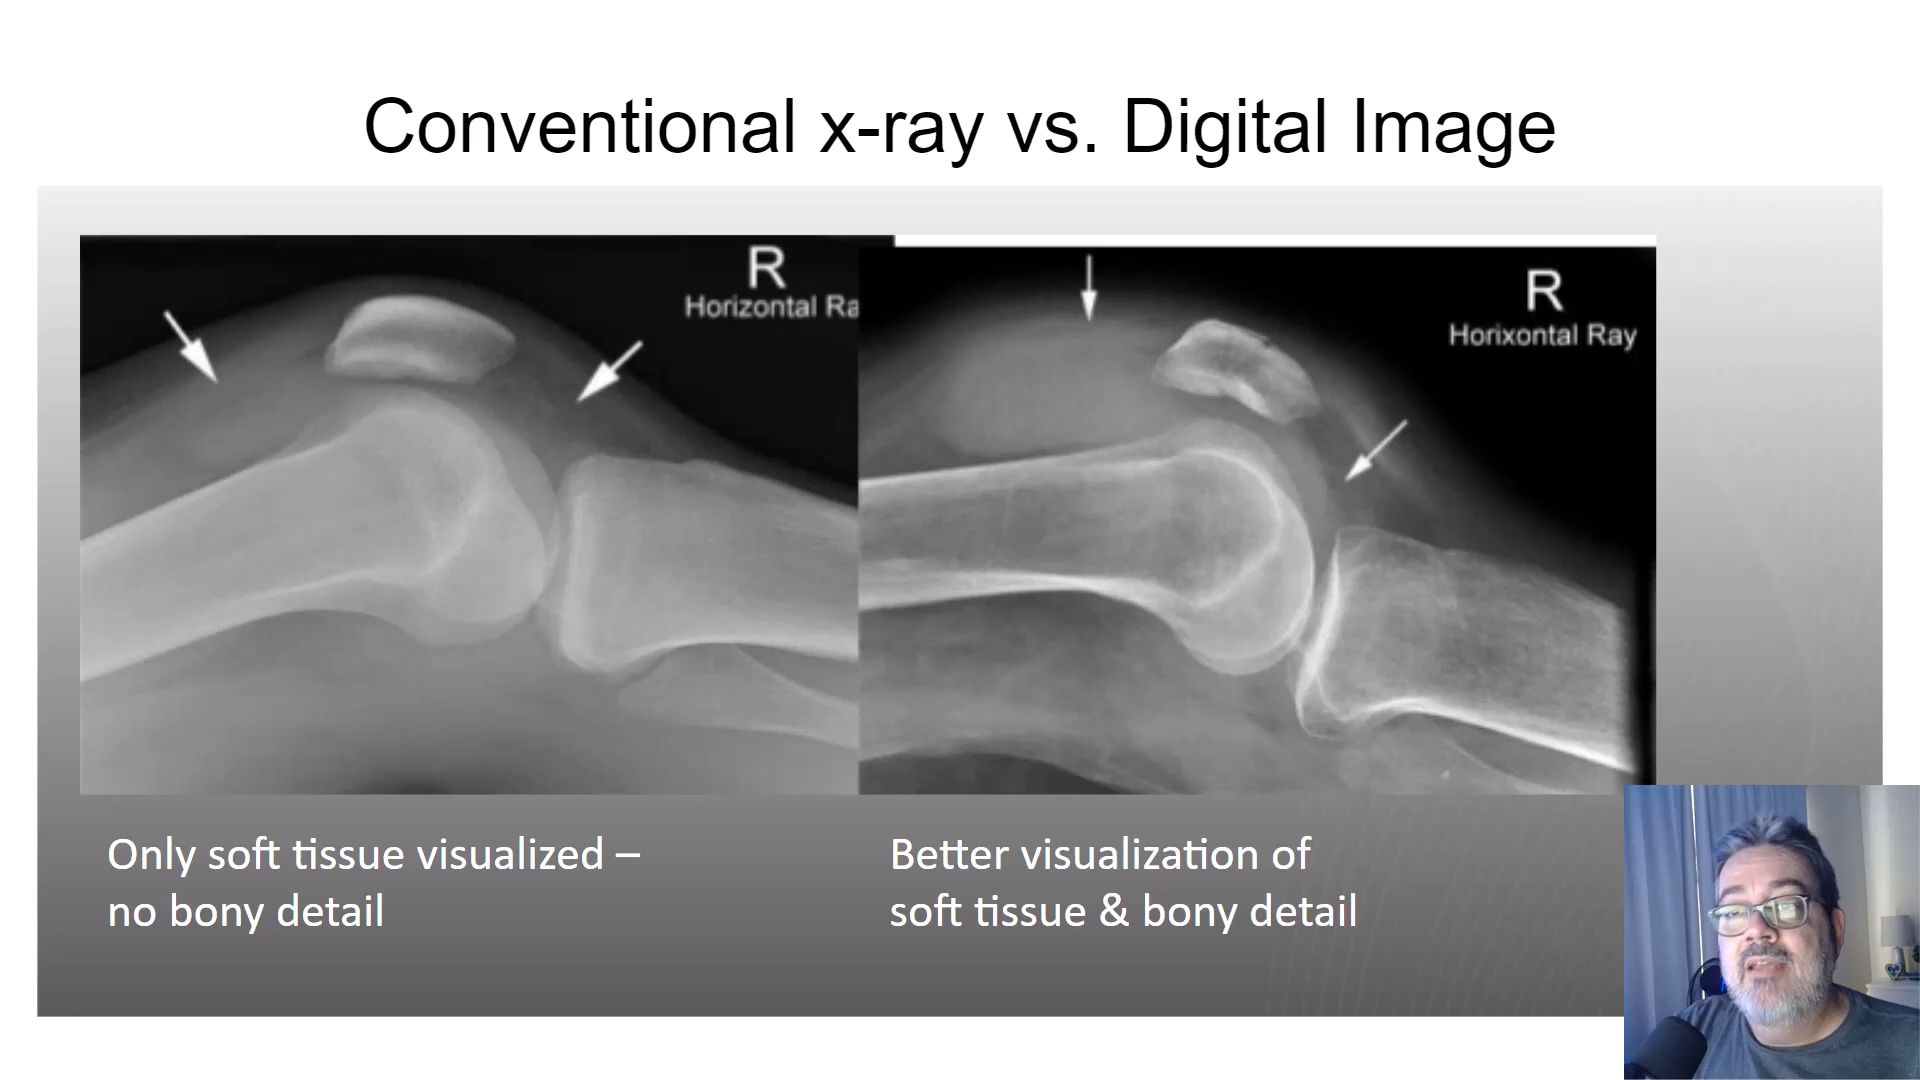 Conventional x-ray vs. Digital Image
R
Horizontal Ra
R
Horixontal Ray
Only soft tissue visualized –
no bony detail
Better visualization of
soft tissue & bony detail